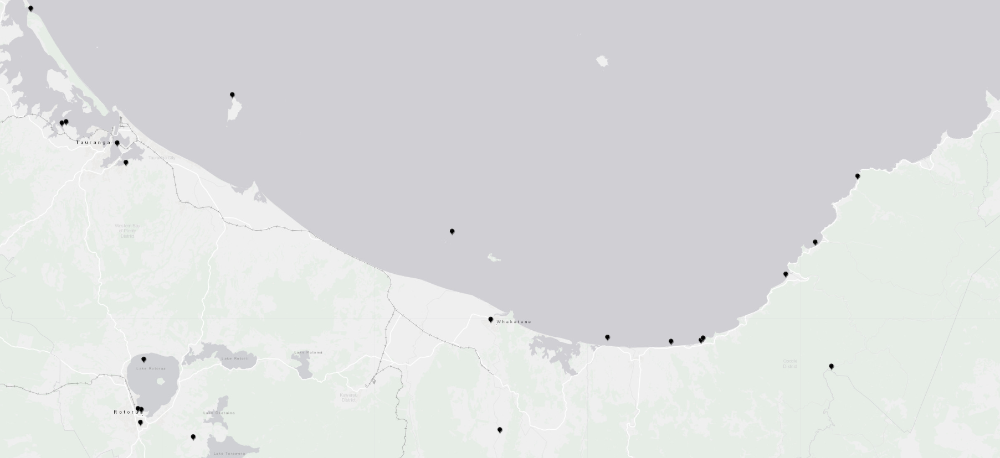 Tauranga
Tauranga City
Western Bay
of Plenty
District
Whakatane
Lake Rotoma
Lake Rotoiti
Lake Rotorua
Opotiki
District
Kawerau
District
Rotorua
Lake Okataina
Lake Tarawera